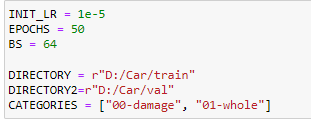 INIT_LR = 1e-5
EPOCHS = 50
BS = 64
DIRECTORY = r"D:/Car/train"
DIRECTORY2=r"D:/Car/val"
CATEGORIES = ["00-damage", "01-whole"]